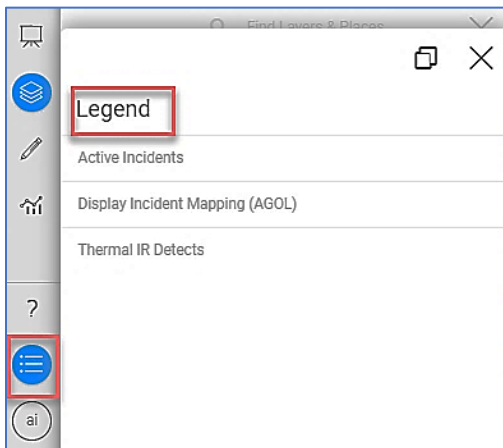 Find Layers & Places
Legend
Active Incidents
Display Incident Mapping (AGOL)
Thermal IR Detects
?
ai